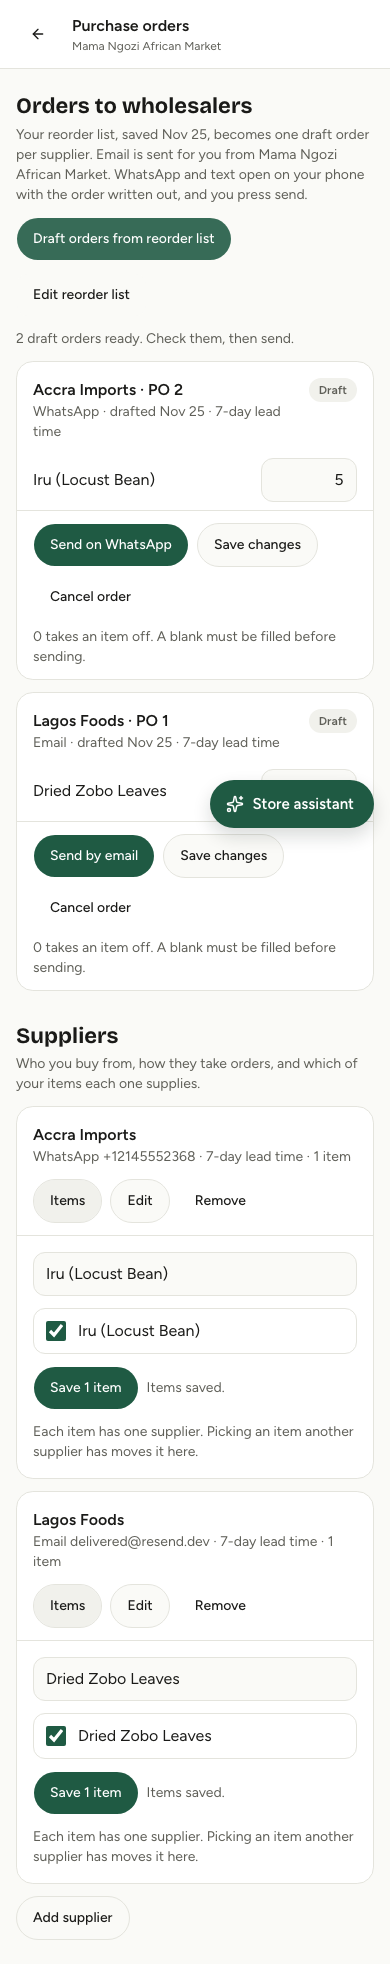 Purchase orders
Mama Ngozi African Market
Orders to wholesalers
Your reorder list, saved Nov 25, becomes one draft order
per supplier. Email is sent for you from Mama Ngozi
African Market. WhatsApp and text open on your phone
with the order written out, and you press send.
Draft orders from reorder list
Edit reorder list
2 draft orders ready. Check them, then send.
Accra Imports · PO 2
Draft
WhatsApp · drafted Nov 25 · 7-day lead
time
Iru (Locust Bean)
5
Send on WhatsApp
Save changes
Cancel order
0 takes an item off. A blank must be filled before
sending.
Lagos Foods · PO 1
Draft
Email · drafted Nov 25 · 7-day lead time
Dried Zobo Leaves
Store assistant
Send by email
Save changes
Cancel order
0 takes an item off. A blank must be filled before
sending.
Suppliers
Who you buy from, how they take orders, and which of
your items each one supplies.
Accra Imports
WhatsApp +12145552368 · 7-day lead time · 1 item
Items
Edit
Remove
Iru (Locust Bean)
Iru (Locust Bean)
Save 1 item
Items saved.
Each item has one supplier. Picking an item another
supplier has moves it here.
Lagos Foods
Email delivered@resend.dev · 7-day lead time · 1
item
Items
Edit
Remove
Dried Zobo Leaves
Dried Zobo Leaves
Save 1 item
Items saved.
Each item has one supplier. Picking an item another
supplier has moves it here.
Add supplier